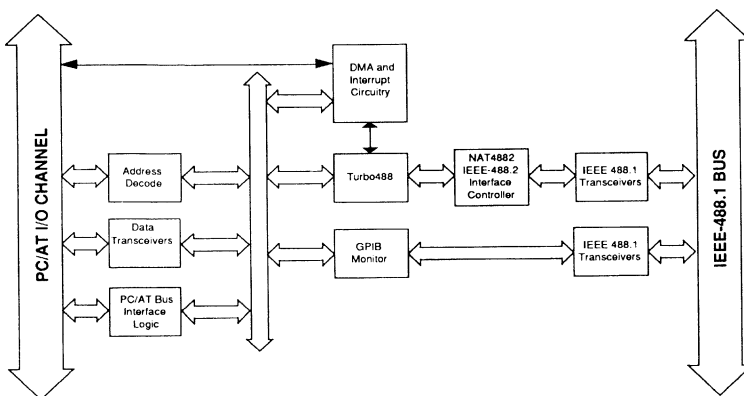 PC/AT I/O CHANNEL
DMA and
Interrupt
Circuitry
Address
Decode
Turbo488
NAT4882
IEEE-488.2
Interface
Controller
IEEE 488.1
Transceivers
Data
Transceivers
GPIB
Monitor
IEEE 488.1
Transceivers
PC/AT Bus
Interface
Logic
IEEE-488.1 BUS